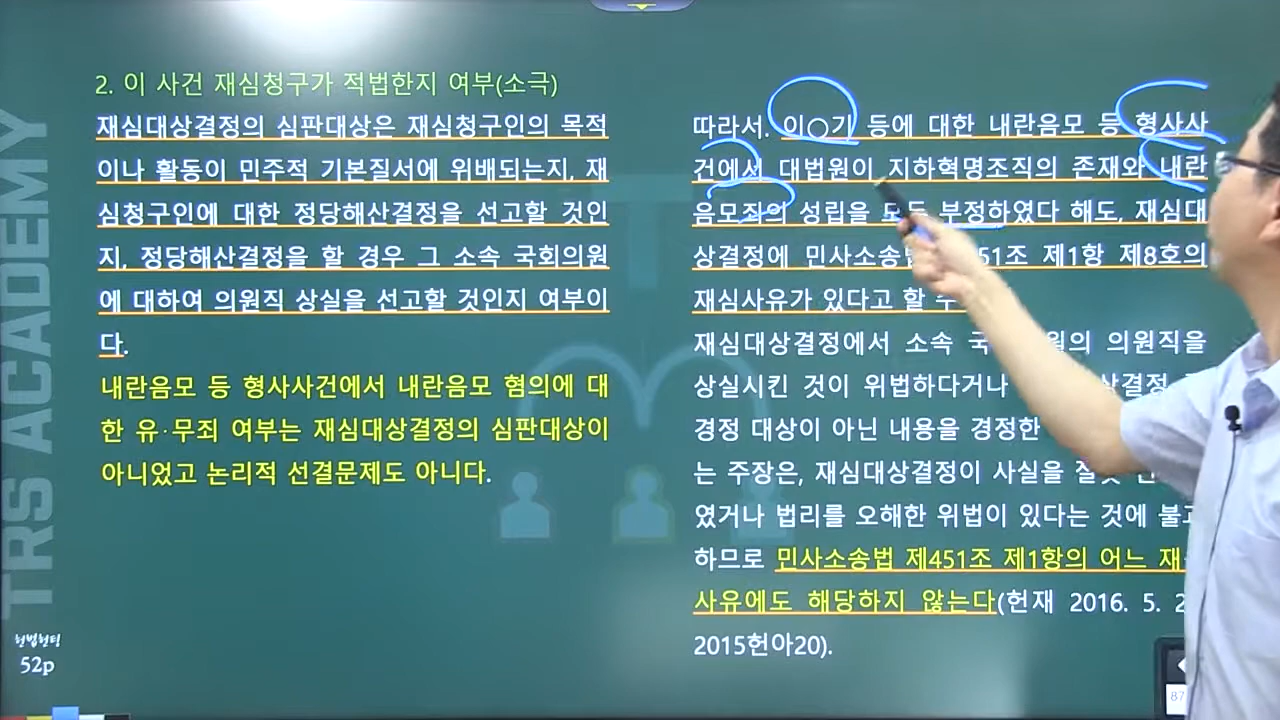 2. 이 사건 재심청구가 적법한지 여부(소극)
재심대상결정의 심판대상은 재심청구인의 목적
이나 활동이 민주적 기본질서에 위배되는지, 재
심청구인에 대한 정당해산결정을 선고할 것인
지, 정당해산결정을 할 경우 그 소속 국회의원
에 대하여 의원직 상실을 선고할 것인지 여부이
다.
내란음모 등 형사사건에서 내란음모 혐의에 대
한 유·무죄 여부는 재심대상결정의 심판대상이
아니었고 논리적 선결문제도 아니다.
따라서. 이○기 등에 대한 내란음모 등 형사사
건에서 대법원이 지하혁명조직의 존재와 내란
음모죄의 성립을 모두 부정하였다 해도, 재심대
상결정에 민사소송 51조 제1항 제8호의
재심사유가 있다고 할
재심대상결정에서 소속 의 의원직을
상실시킨 것이 위법하다거나
경정 대상이 아닌 내용을 경정한
는 주장은, 재심대상결정이 사실을
였거나 법리를 오해한 위법이 있다는 것에
하므로 민사소송법 제451조 제1항의 어느
사유에도 해당하지 않는다(헌재 2016. 5.
2015헌아20).
TRS ACADEMY
헌법헌팅
52p
87